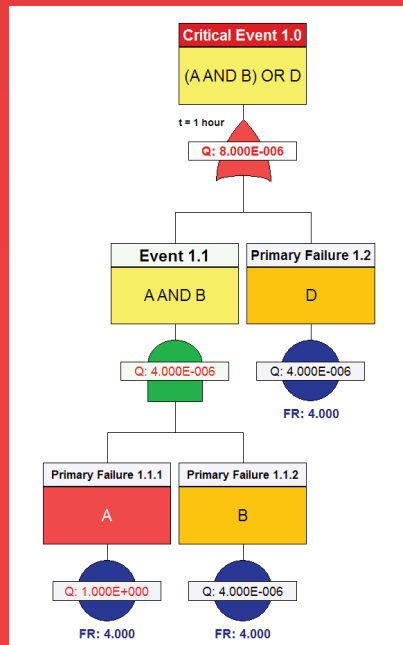 Critical Event 1.0
(A AND B) OR D
t = 1 hour
Q: 8.000E-006
Event 1.1
A AND B
Q: 4.000E-006
Primary Failure 1.2
D
Q: 4.000E-006
FR: 4.000
Primary Failure 1.1.1
A
Q: 1.000E+000
FR: 4.000
Primary Failure 1.1.2
B
Q: 4.000E-006
FR: 4.000